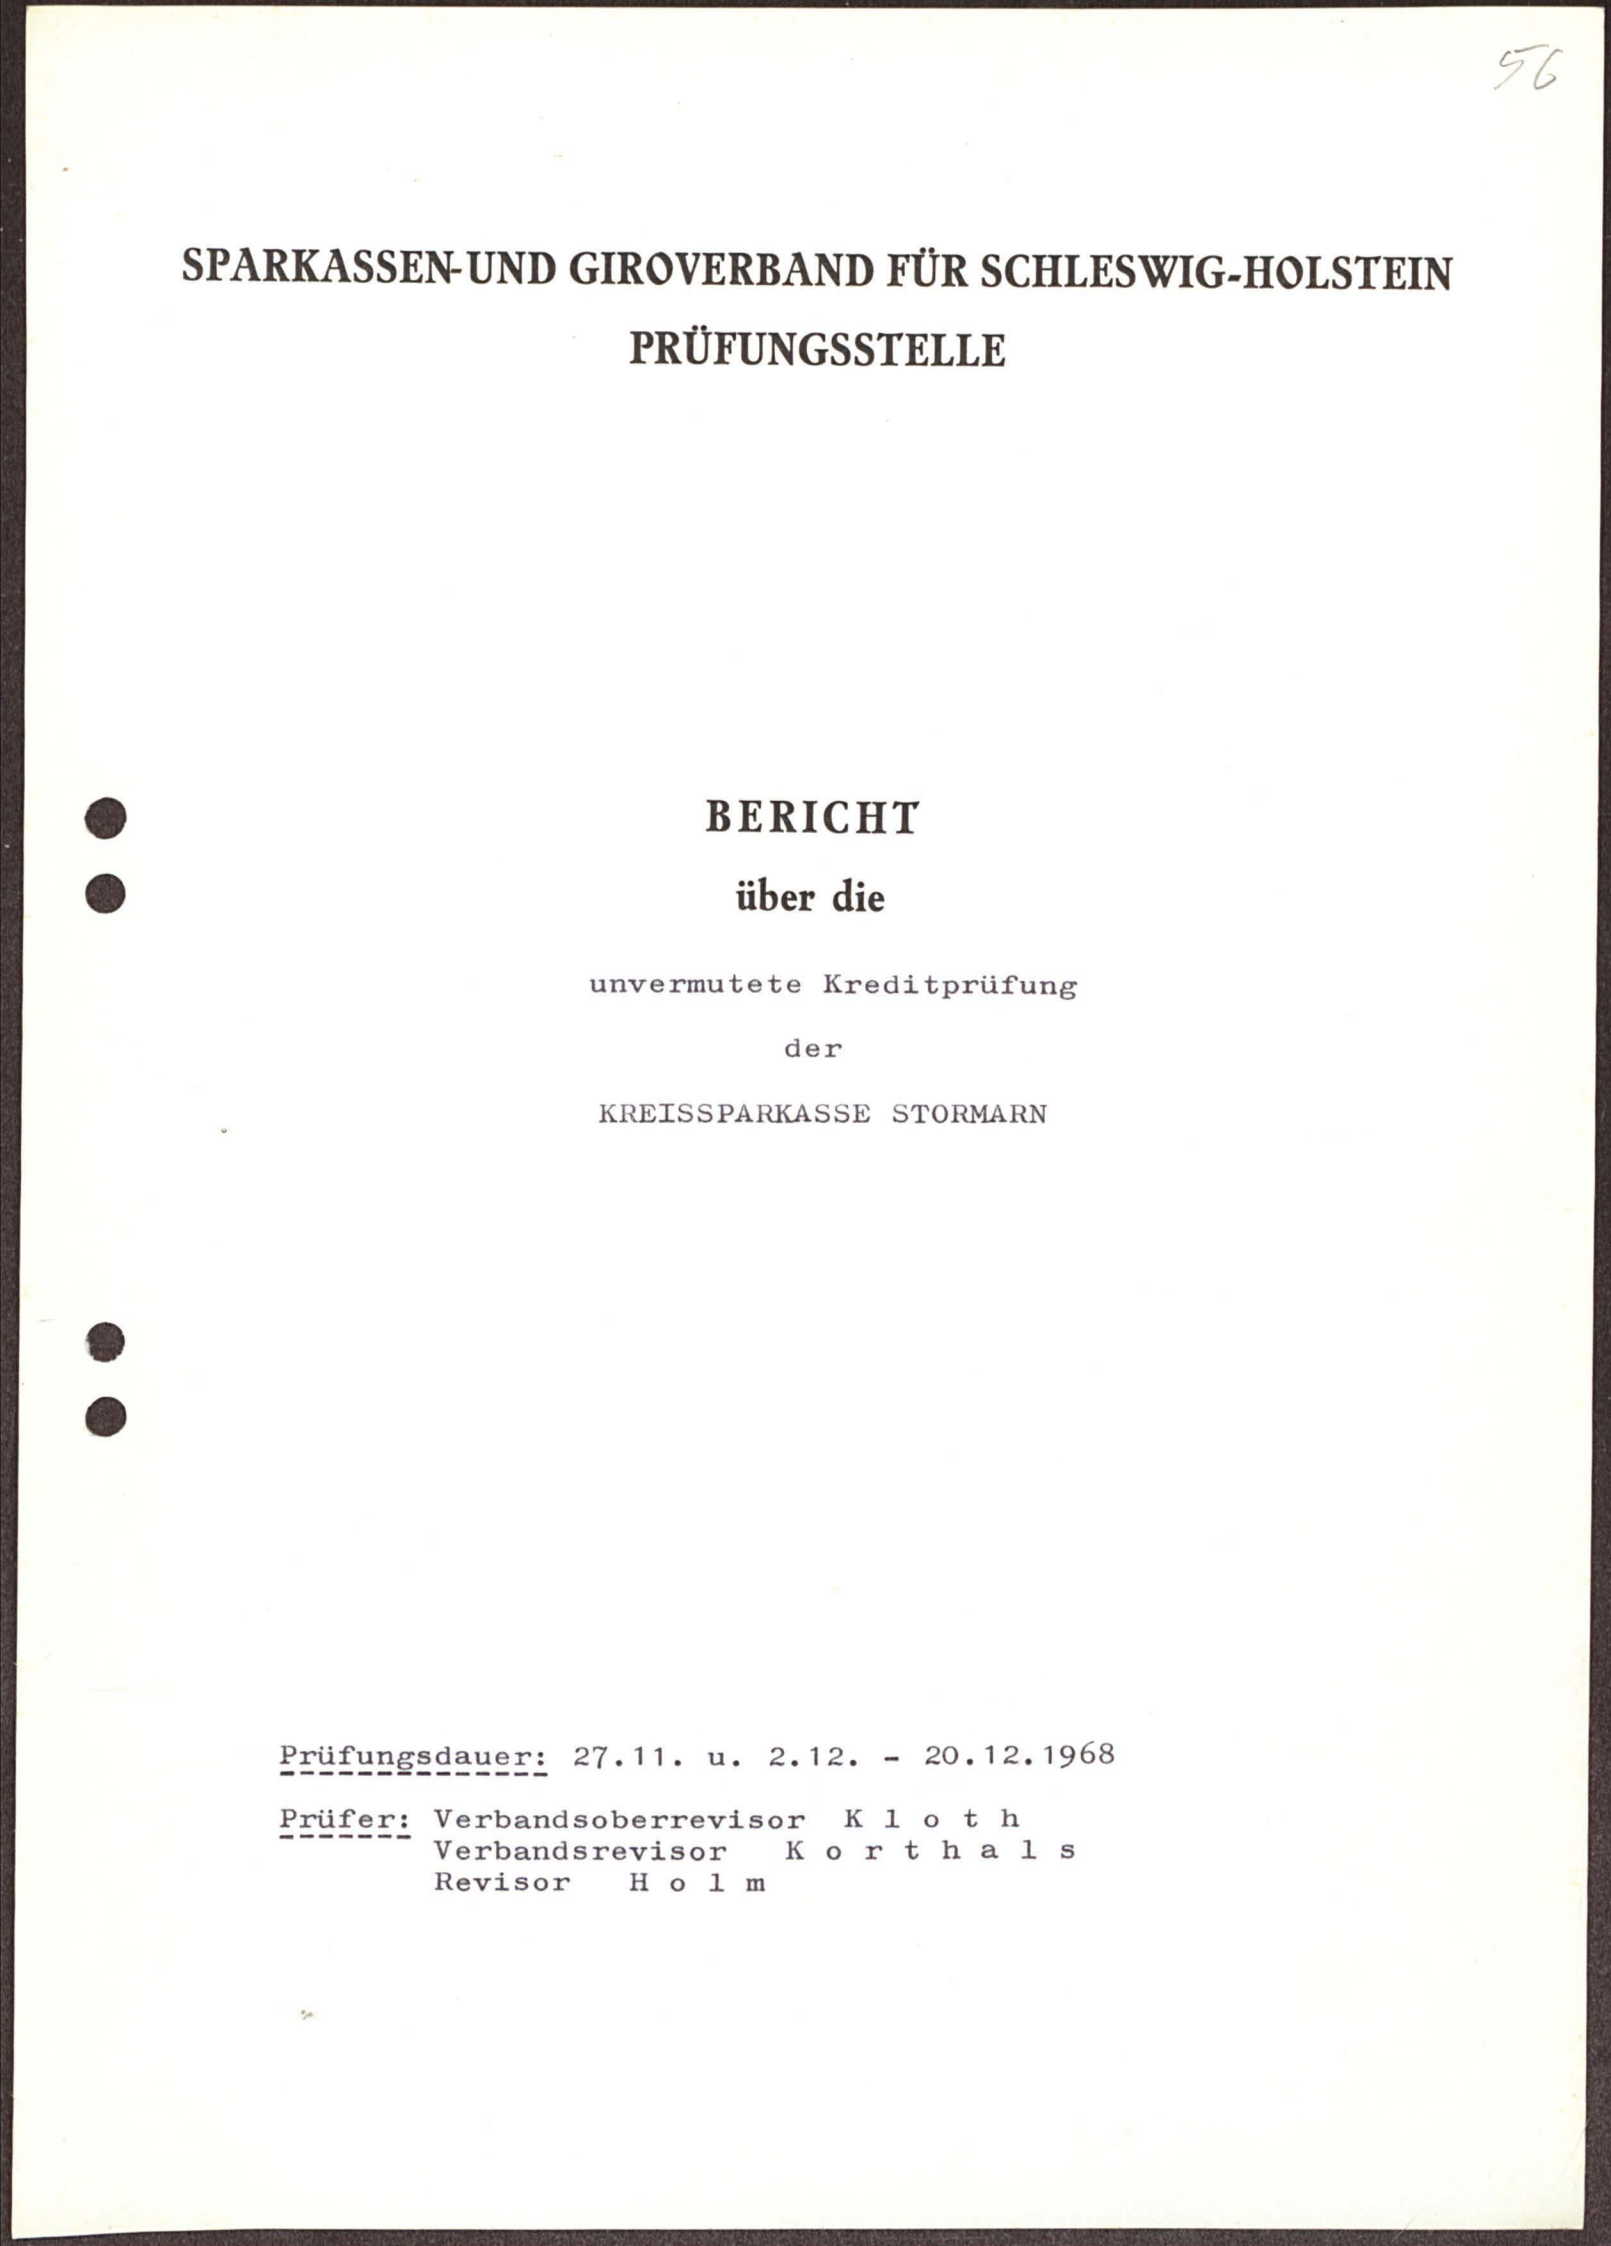 56
SPARKASSEN-UND GIROVERBAND FÜR SCHLESWIG-HOLSTEIN
PRÜFUNGSSTELLE
BERICHT
über die
unvermutete Kreditprüfung
der
KREISSPARKASSE STORMARN
Prüfungsdauer: 27.11. u. 2.12. - 20.12.1968
Prüfer: Verbandsoberrevisor K l o t h
Verbandsrevisor K o r t h a l s
Revisor H o l m